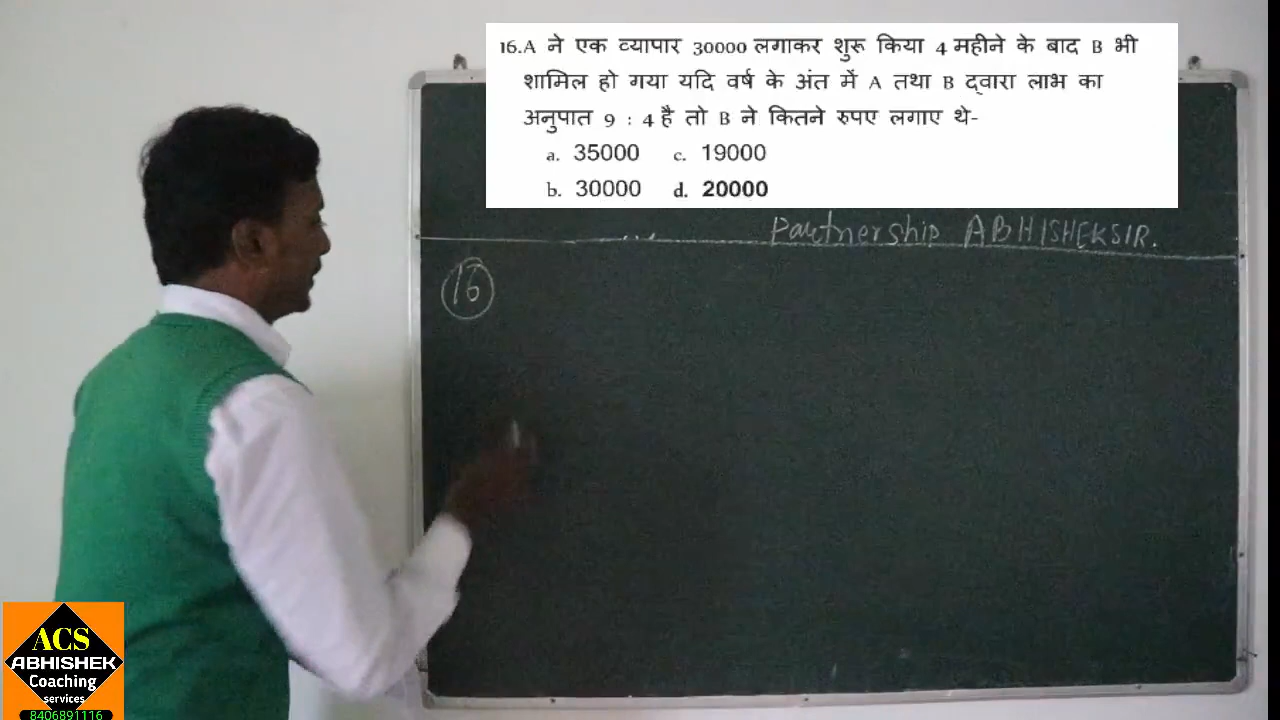 16.A ने एक व्यापार 30000 लगाकर शुरू किया 4 महीने के बाद B भी
शामिल हो गया यदि वर्ष के अंत में A तथा B द्वारा लाभ का
अनुपात 9 : 4 है तो B ने कितने रुपए लगाए थे-
a. 35000 c. 19000
b. 30000 d. 20000
Partnership ABHISHEKSIR.
16
ACS
ABHISHEK
Coaching
services
8406891116